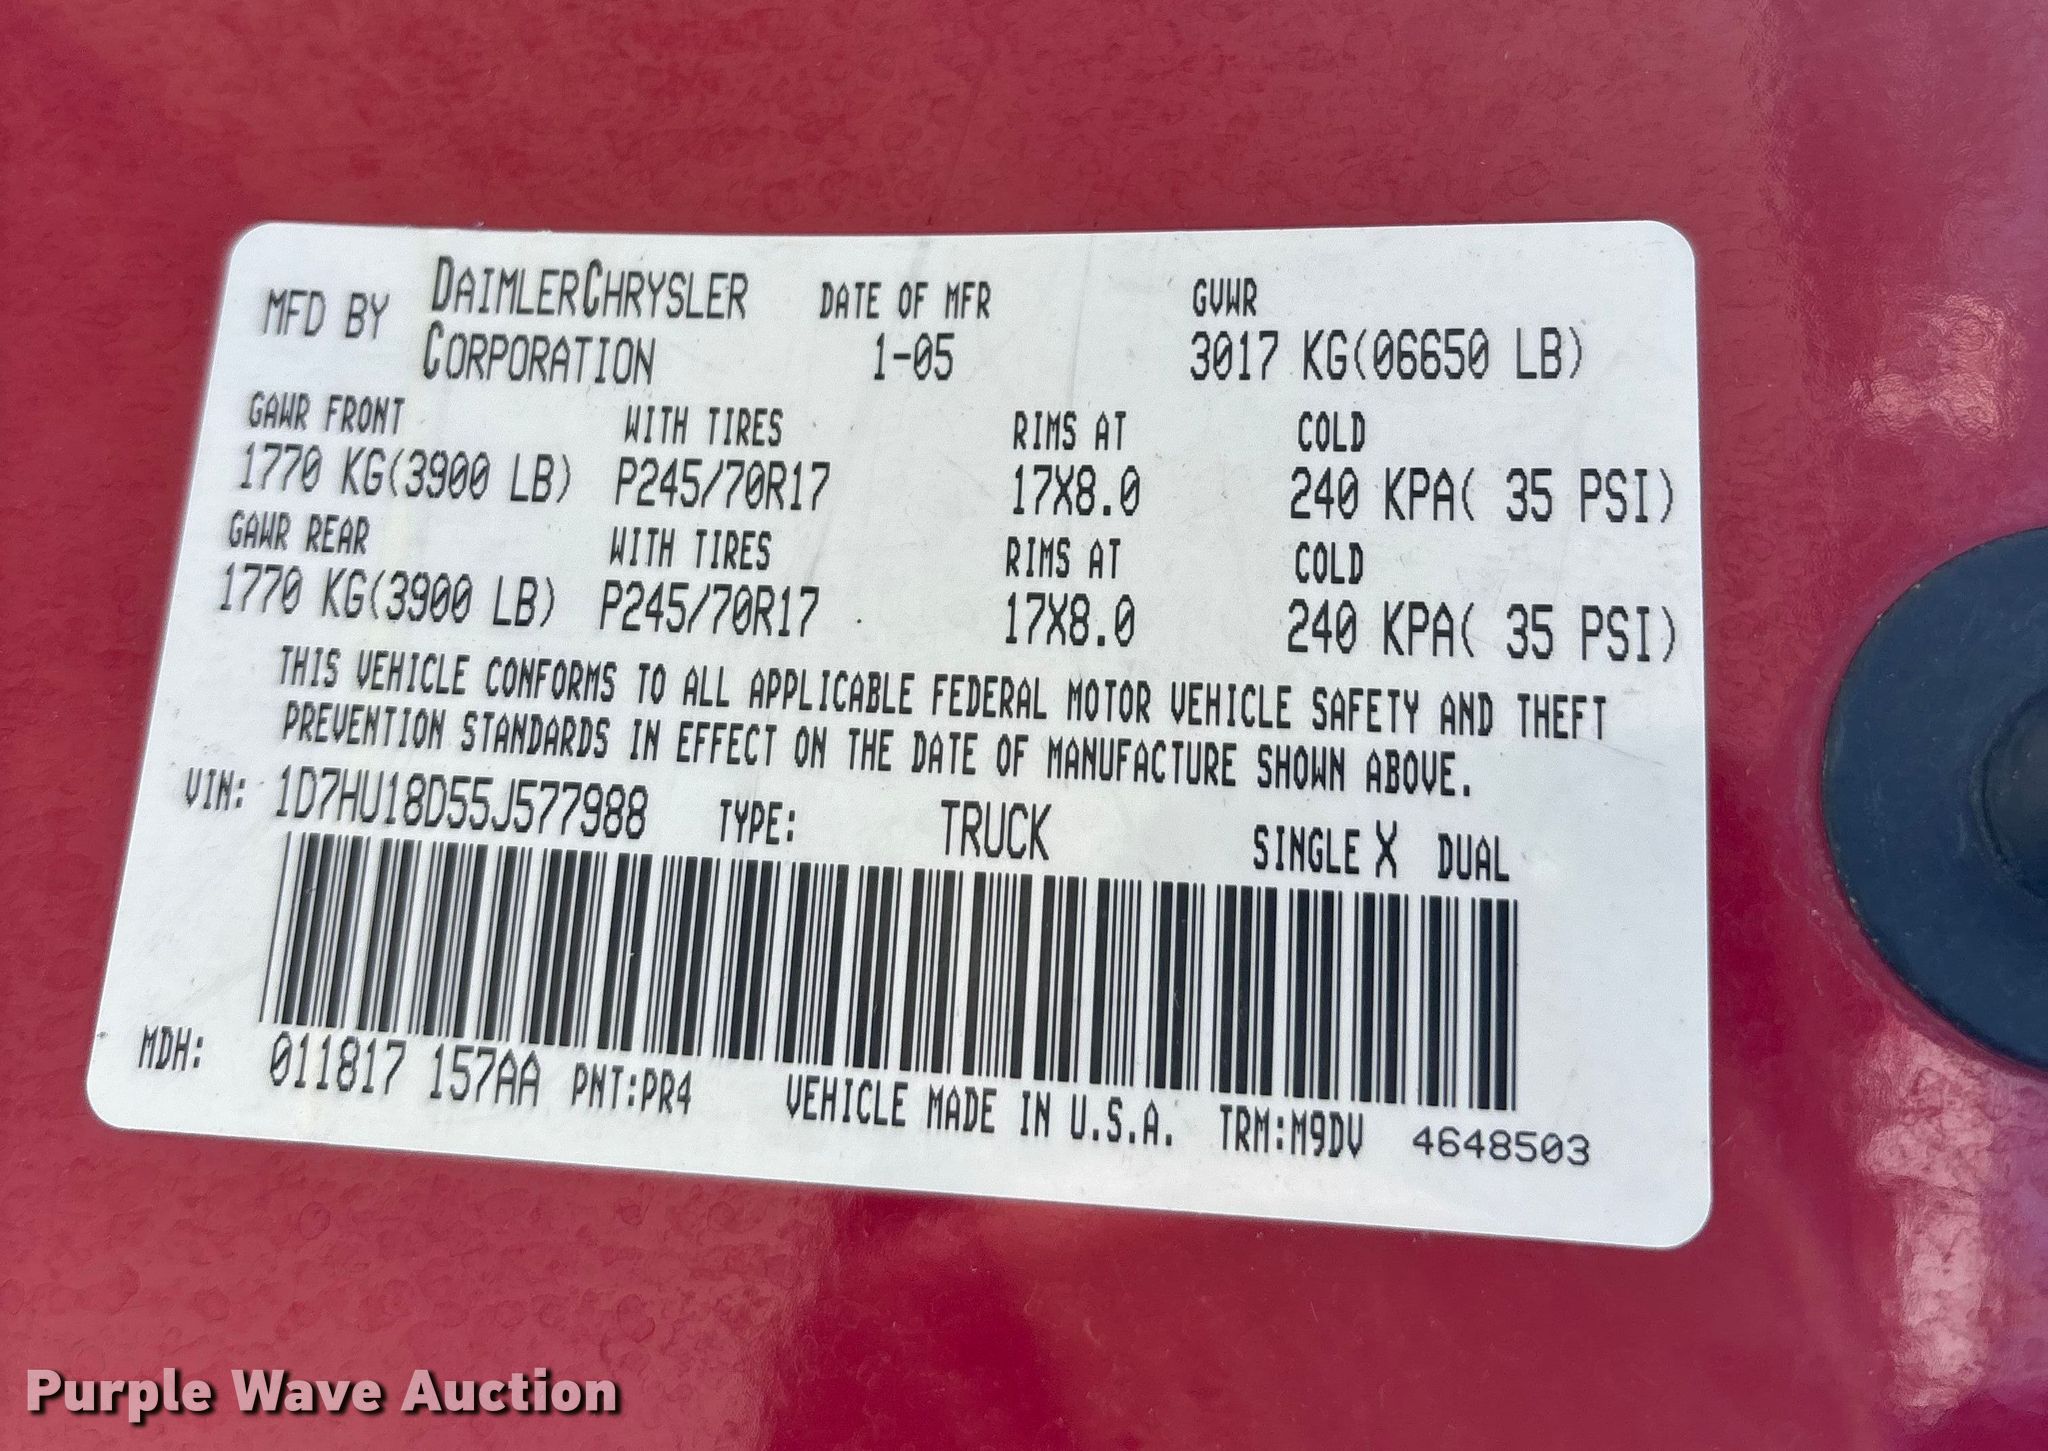 MFD BY DAIMLERCHRYSLER CORPORATION DATE OF MFR 1-05 GVWR 3017 KG(06650 LB)
GAWR FRONT WITH TIRES RIMS AT COLD
1770 KG(3900 LB) P245/70R17 17X8.0 240 KPA( 35 PSI)
GAWR REAR WITH TIRES RIMS AT COLD
1770 KG(3900 LB) P245/70R17 17X8.0 240 KPA( 35 PSI)
THIS VEHICLE CONFORMS TO ALL APPLICABLE FEDERAL MOTOR VEHICLE SAFETY AND THEFT
PREVENTION STANDARDS IN EFFECT ON THE DATE OF MANUFACTURE SHOWN ABOVE.
VIN: 1D7HU18D55J577988 TYPE: TRUCK SINGLE X DUAL
MDH: 011817 157AA PNT:PR4 VEHICLE MADE IN U.S.A. TRM:M9DV 4648503
Purple Wave Auction